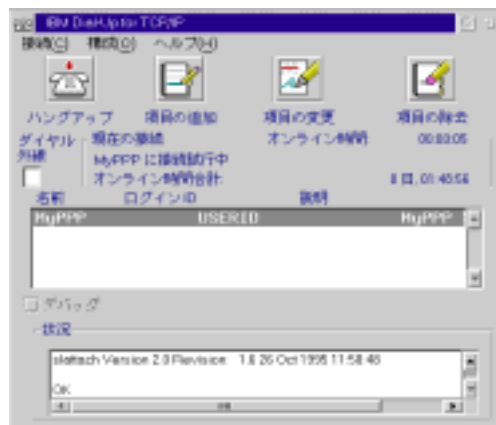 IBM Dial-Up for TCP/IP
接続(C) 構成(O) ヘルプ(H)
ハングアップ 項目の追加 項目の変更 項目の除去
ダイヤル 現在の接続 オンライン時間 00:03:05
外線 MyPPP に接続試行中
オンライン時間合計: 8 日, 01:40:56
名前 ログインID 説明
MyPPP USERID MyPPP
デバッグ
状況
slattach Version 2.0 Revision: 1.8 26 Oct 1995 11:58:48
OK